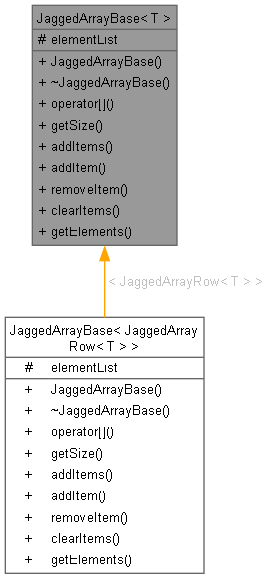 JaggedArrayBase< T >
# elementList
+ JaggedArrayBase()
+ ~JaggedArrayBase()
+ operator[]()
+ getSize()
+ addItems()
+ addItem()
+ removeItem()
+ clearItems()
+ getElements()
< JaggedArrayRow< T > >
JaggedArrayBase< JaggedArray
Row< T > >
# elementList
+ JaggedArrayBase()
+ ~JaggedArrayBase()
+ operator[]()
+ getSize()
+ addItems()
+ addItem()
+ removeItem()
+ clearItems()
+ getElements()